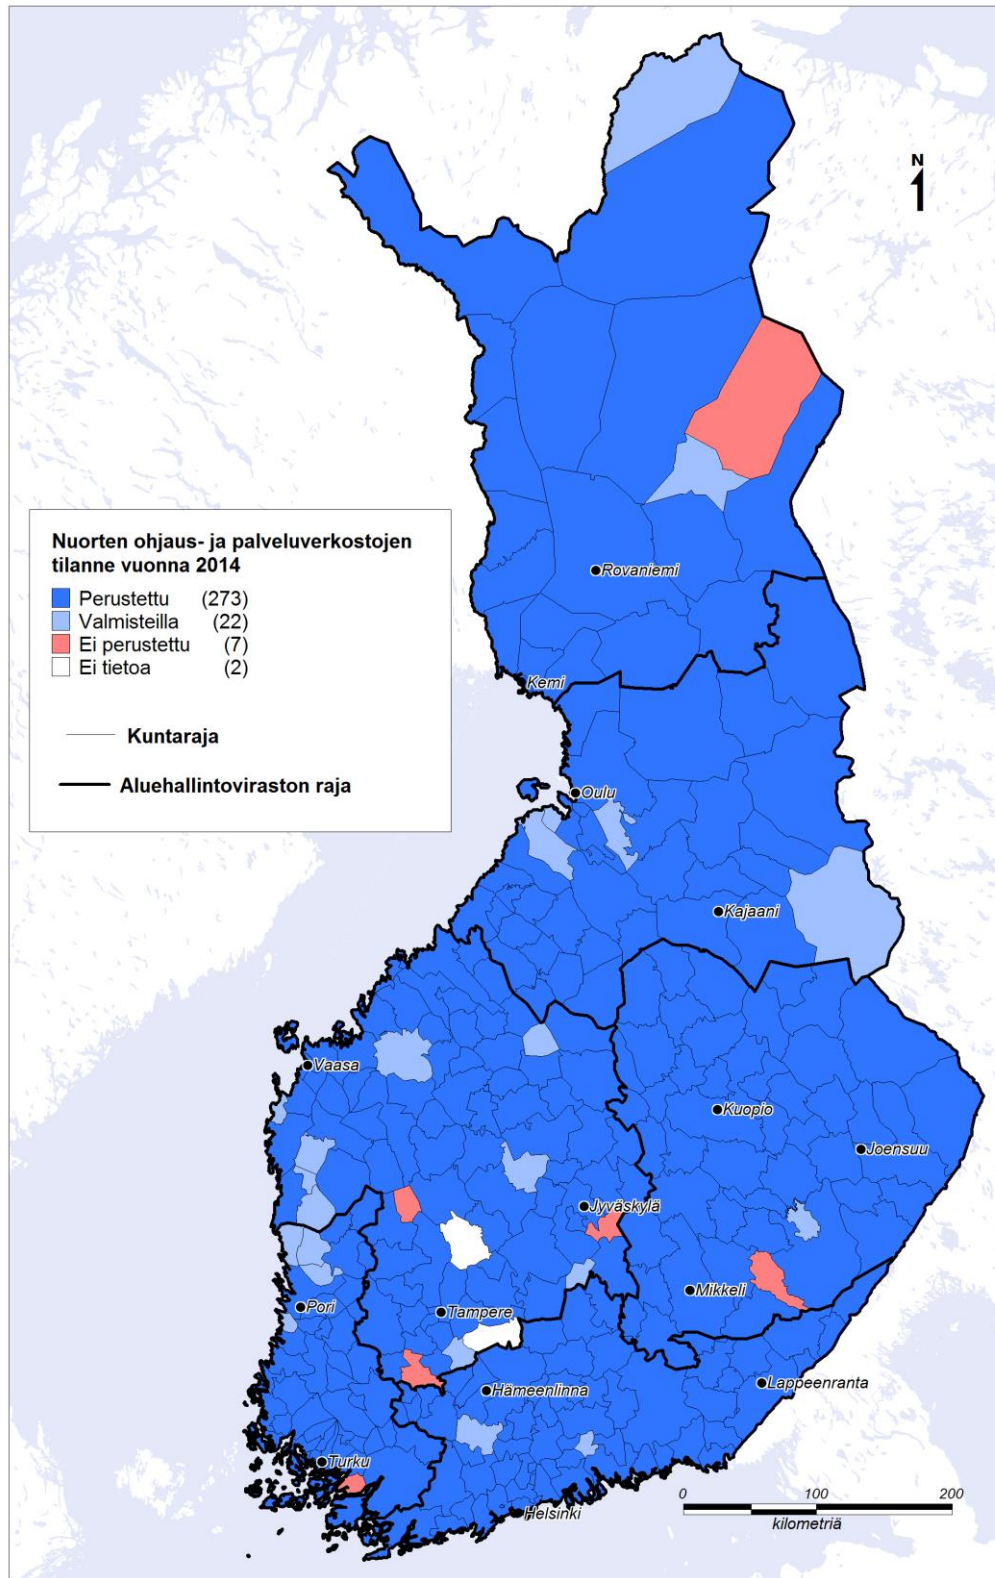 N
Nuorten ohjaus- ja palveluverkostojen
tilanne vuonna 2014
Perustettu (273)
Valmisteilla (22)
Ei perustettu (7)
Ei tietoa (2)
Kuntaraja
Aluehallintoviraston raja
Rovaniemi
Kemi
Oulu
Kajaani
Vaasa
Kuopio
Joensuu
Jyväskylä
Mikkeli
Pori
Tampere
Lappeenranta
Hämeenlinna
Turku
Helsinki
0 100 200
kilometriä